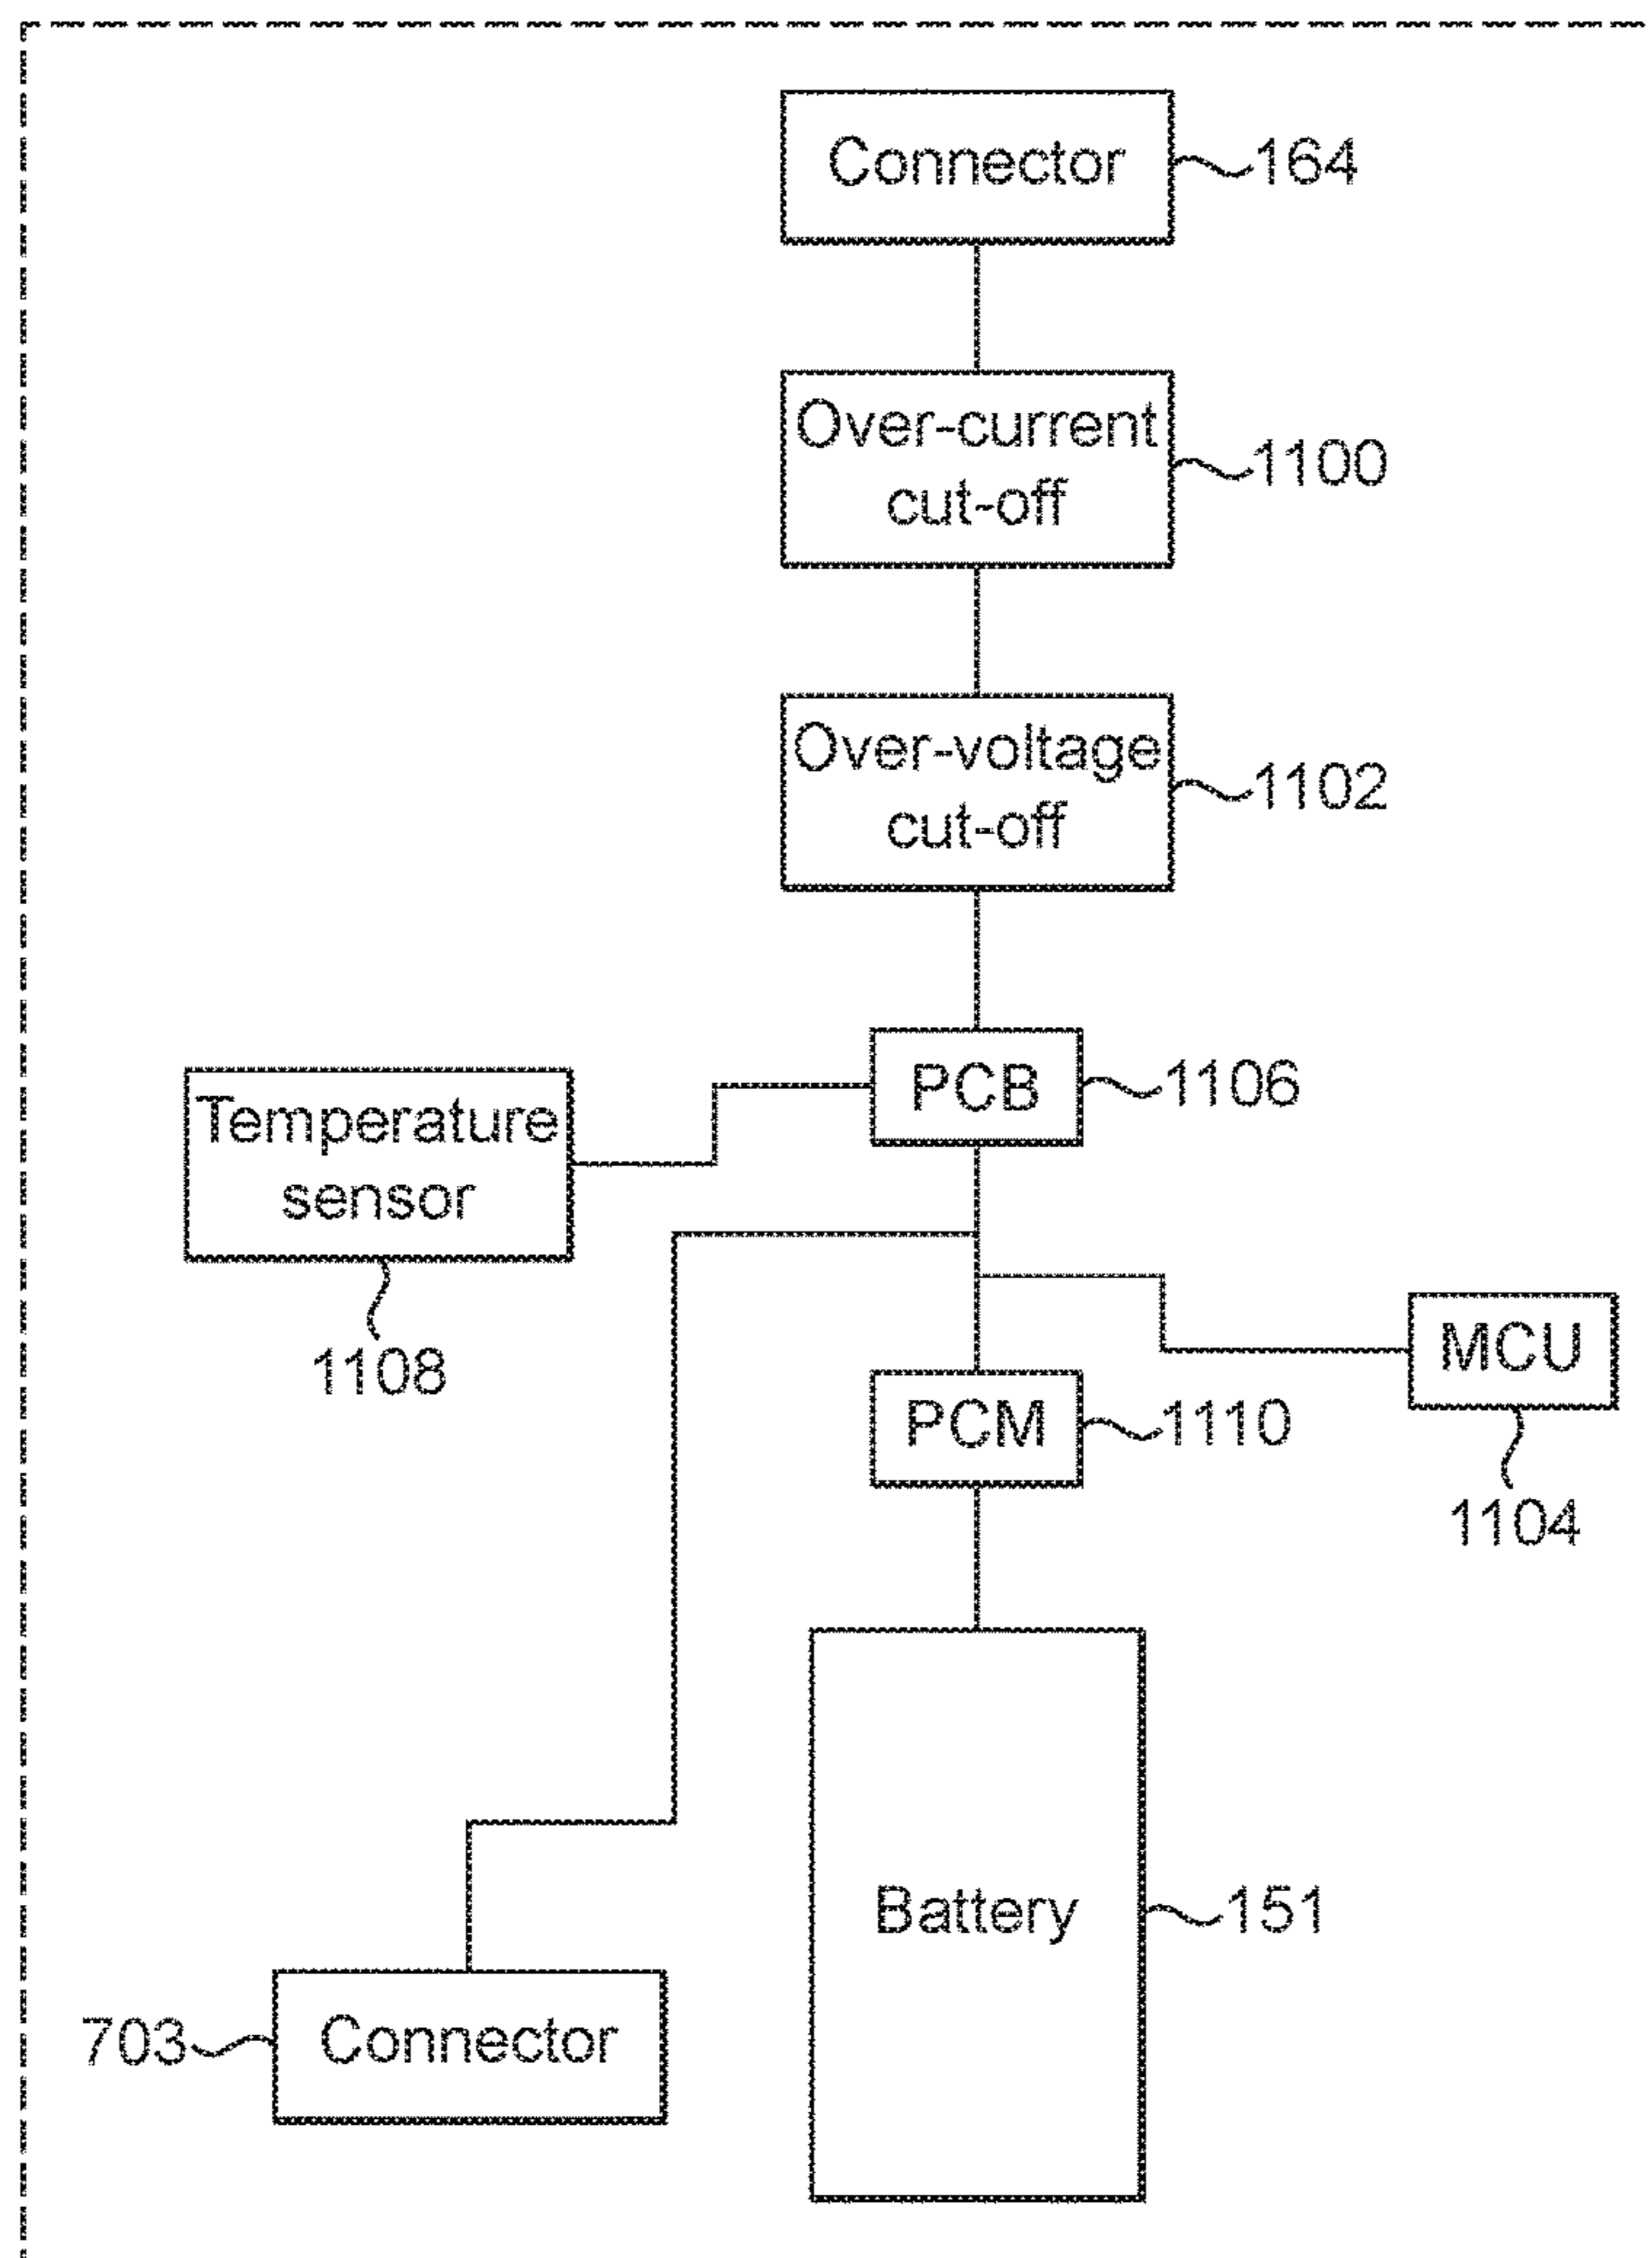 Connector
164
Over-current
cut-off
1100
Over-voltage
cut-off
1102
PCB
1106
Temperature
sensor
1108
MCU
1104
PCM
1110
Battery
151
703
Connector